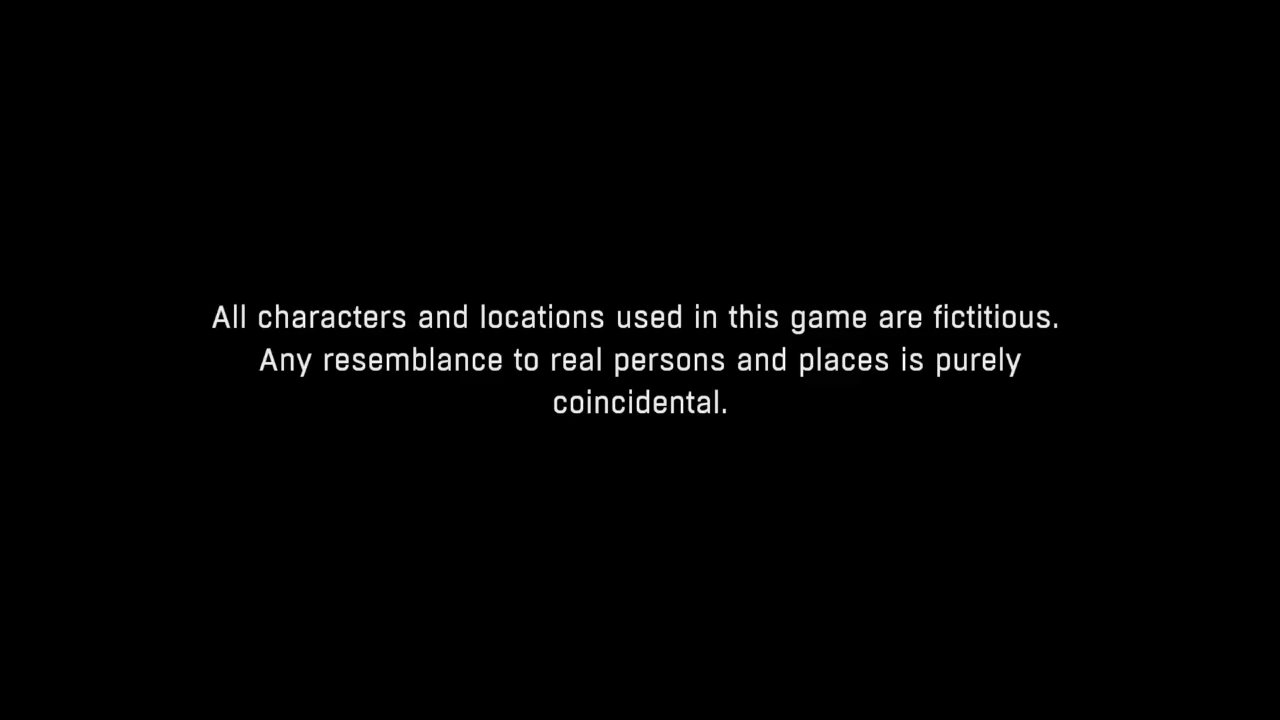 All characters and locations used in this game are fictitious.
Any resemblance to real persons and places is purely
coincidental.